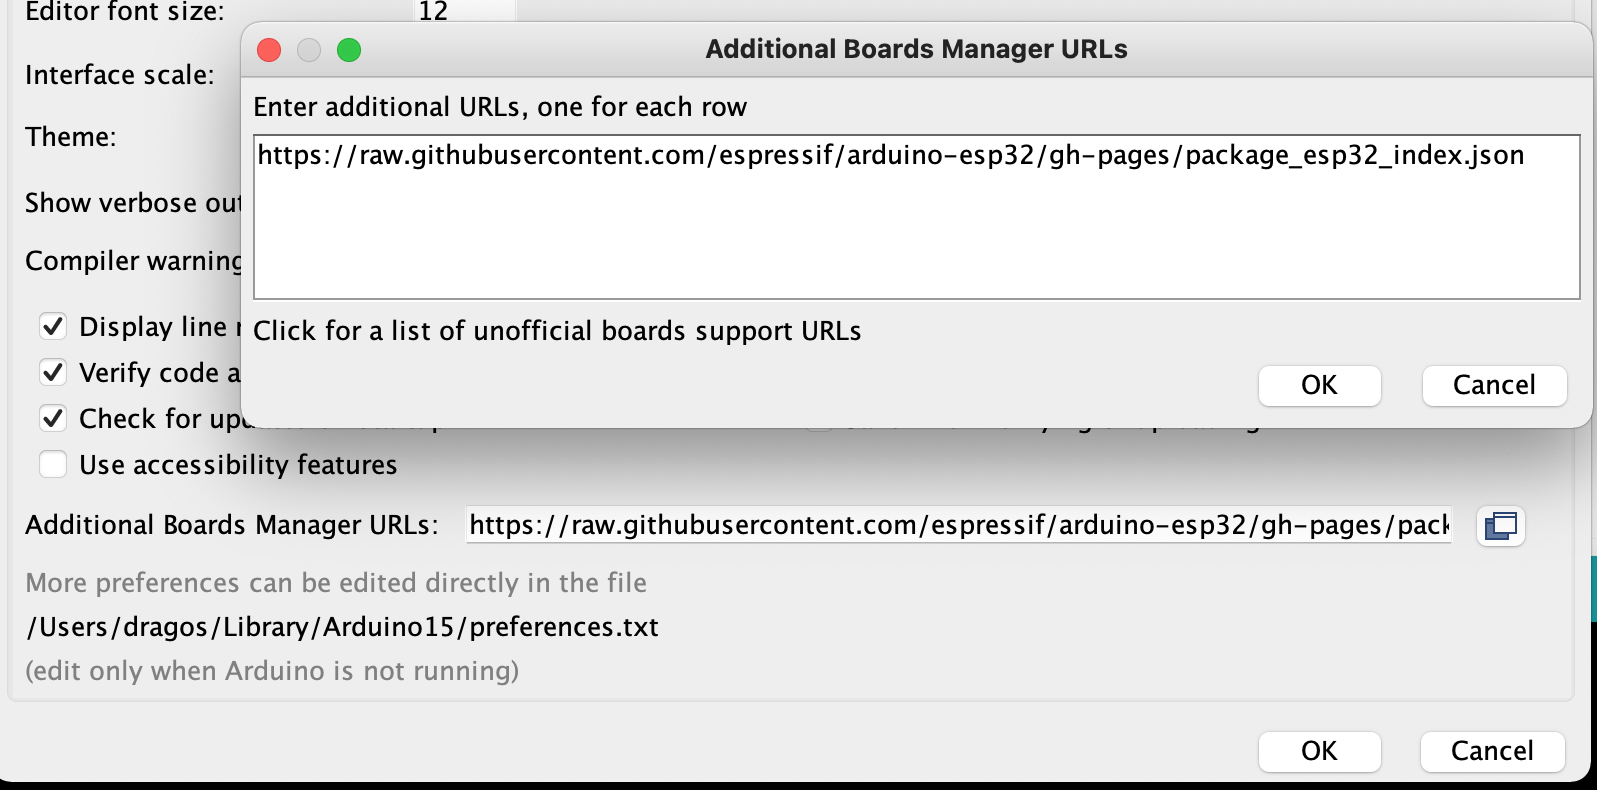 Editor font size: 12
Additional Boards Manager URLs
Interface scale:
Enter additional URLs, one for each row
Theme:
https://raw.githubusercontent.com/espressif/arduino-esp32/gh-pages/package_esp32_index.json
Show verbose
Compiler
Display line
Click for a list of unofficial boards support URLs
Verify code
OK Cancel
Check for
Use accessibility features
Additional Boards Manager URLs: https://raw.githubusercontent.com/espressif/arduino-esp32/gh-pages/pack
More preferences can be edited directly in the file
/Users/dragos/Library/Arduino15/preferences.txt
(edit only when Arduino is not running)
OK Cancel